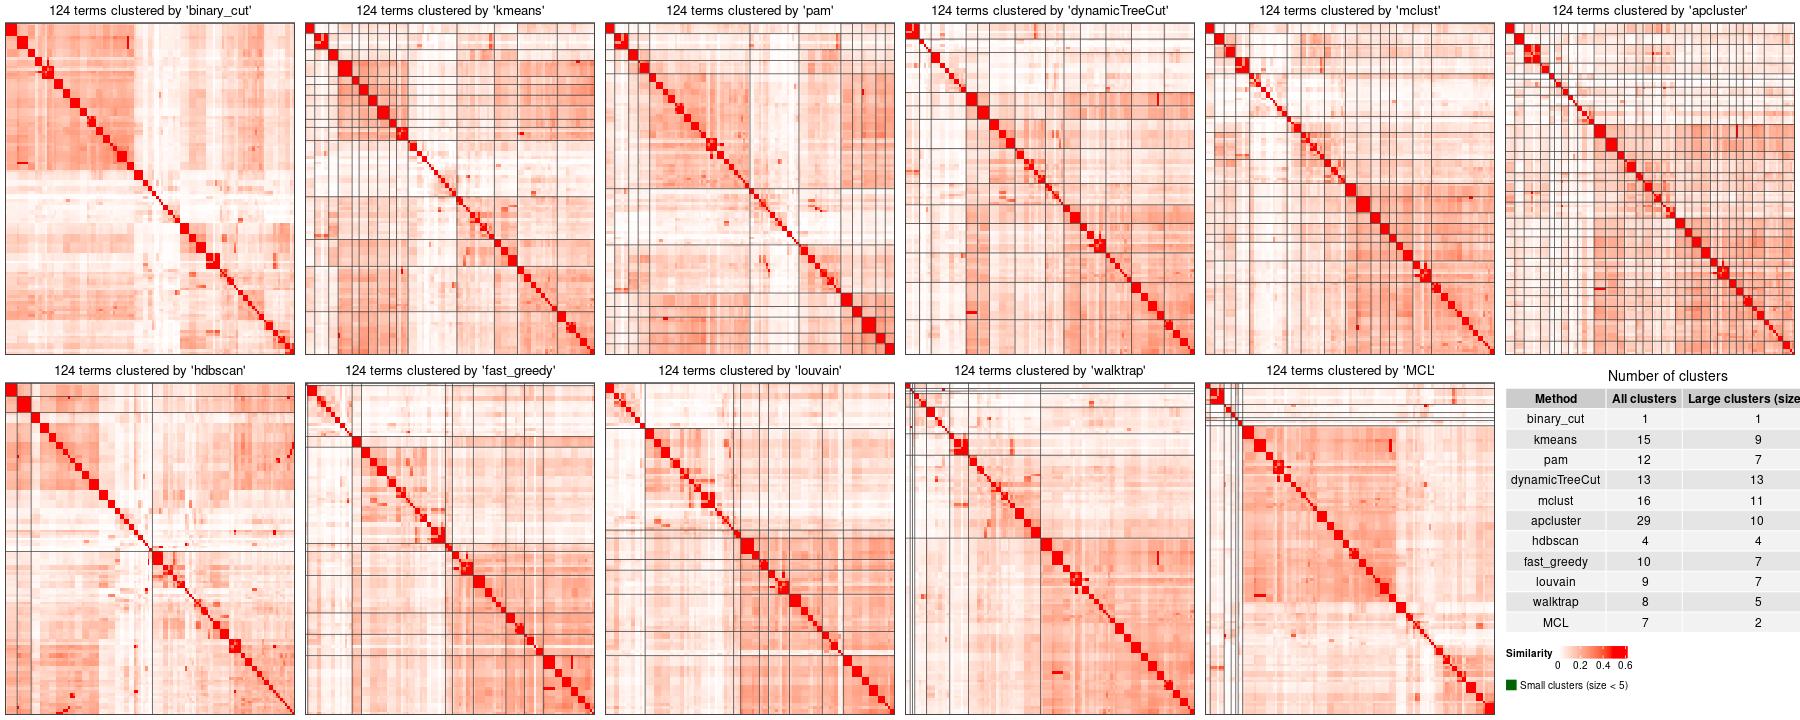 124 terms clustered by 'binary_cut'
124 terms clustered by 'kmeans'
124 terms clustered by 'pam'
124 terms clustered by 'dynamicTreeCut'
124 terms clustered by 'mclust'
124 terms clustered by 'apcluster'
124 terms clustered by 'hdbscan'
124 terms clustered by 'fast_greedy'
124 terms clustered by 'louvain'
124 terms clustered by 'walktrap'
124 terms clustered by 'MCL'
Number of clusters
Method All clusters Large clusters (size
binary_cut 1 1
kmeans 15 9
pam 12 7
dynamicTreeCut 13 13
mclust 16 11
apcluster 29 10
hdbscan 4 4
fast_greedy 10 7
louvain 9 7
walktrap 8 5
MCL 7 2
Similarity
0 0.2 0.4 0.6
Small clusters (size < 5)